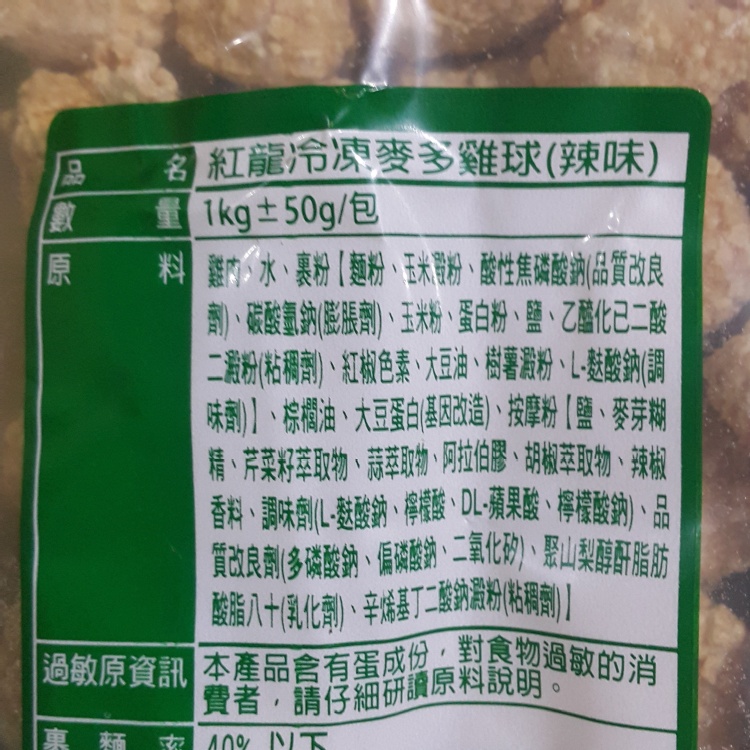 品名 紅龍冷凍麥多雞球(辣味)
數量 1kg±50g/包
原料 雞肉、水、裹粉【麵粉、玉米澱粉、酸性焦磷酸鈉(品質改良
劑)、碳酸氫鈉(膨脹劑)、玉米粉、蛋白粉、鹽、乙醯化已二酸
二澱粉(粘稠劑)、紅椒色素、大豆油、樹薯澱粉、L-麩酸鈉(調
味劑)】、棕櫚油、大豆蛋白(基因改造)、按摩粉【鹽、麥芽糊
精、芹菜籽萃取物、蒜萃取物、阿拉伯膠、胡椒萃取物、辣椒
香料、調味劑(L-麩酸鈉、檸檬酸、DL-蘋果酸、檸檬酸鈉)、品
質改良劑(多磷酸鈉、偏磷酸鈉、二氧化矽)、聚山梨醇酐脂肪
酸脂八十(乳化劑)、辛烯基丁二酸鈉澱粉(粘稠劑)】
過敏原資訊 本產品含有蛋成份，對食物過敏的消
費者，請仔細研讀原料說明。
裹麵率 40% 以下